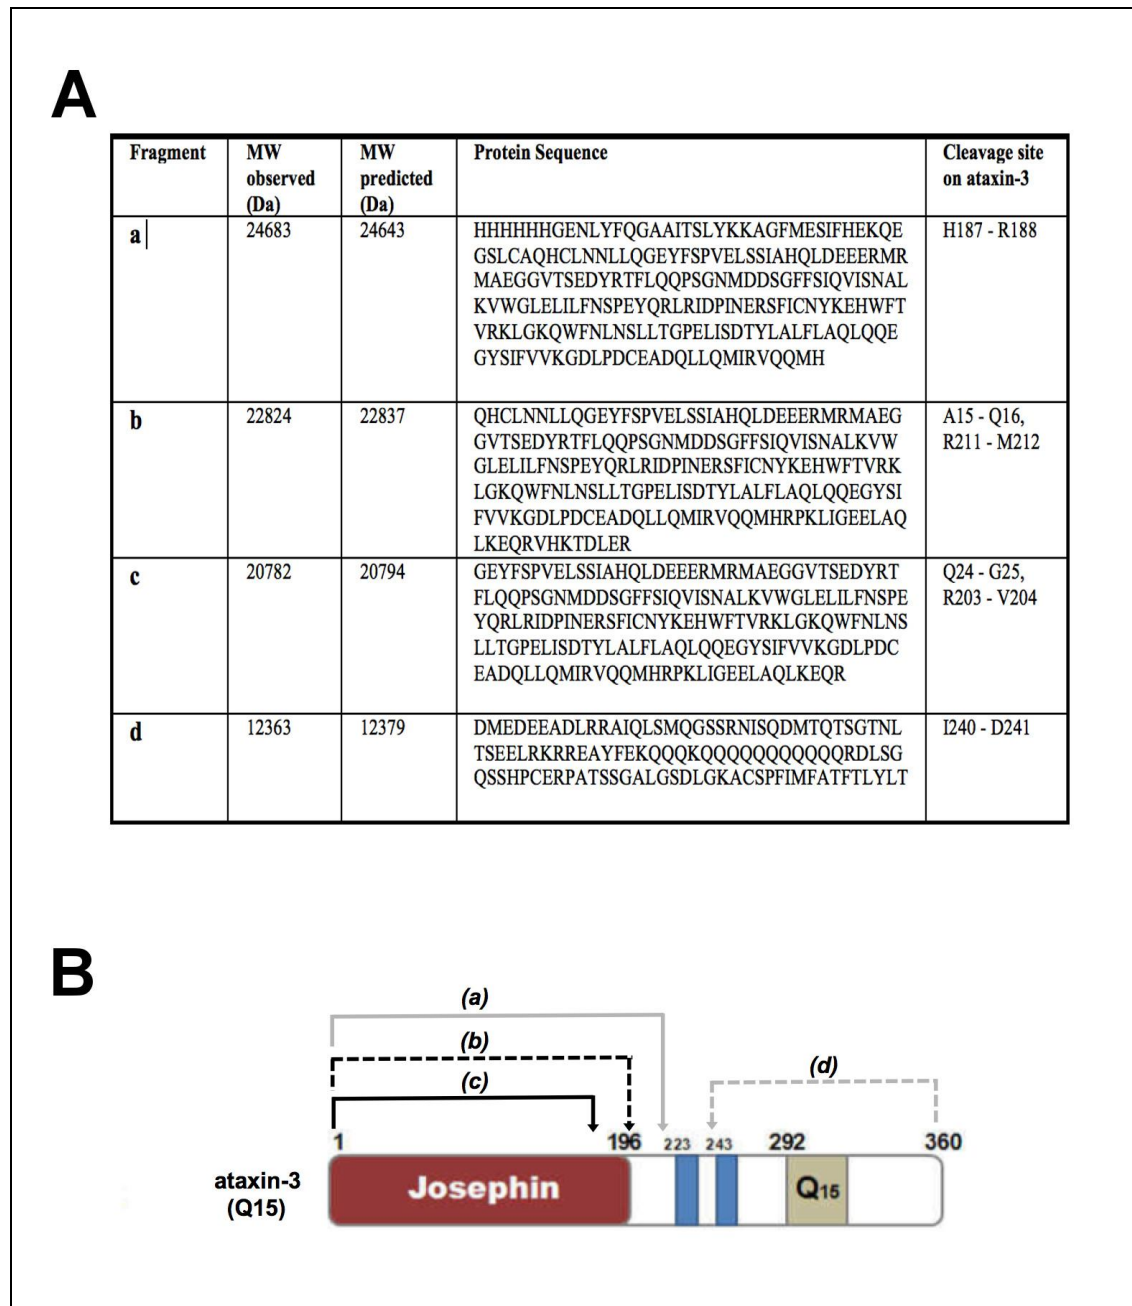 A
Fragment
MW
observed
(Da)
MW
predicted
(Da)
Protein Sequence
Cleavage site
on ataxin-3
a
24683
24643
HHHHHHGENLYFQGAAITSLYKKAGFMESIFHEKQE
GSLCAQHCLNNLLQGEYFSPVELSSIAHQLDEEERMR
MAEGGVTSEDYRTFLQQPSGNMDDSGFFSIQVISNAL
KVWGLELILFNSPEYQRLRIDPINERSFICNYKEHWFT
VRKLGKQWFNLNSLLTGPELISDTYLALFLAQLQQE
GYSIFVVKGDLPDCEADQLLQMIRVQQMH
H187 - R188
b
22824
22837
QHCLNNLLQGEYFSPVELSSIAHQLDEEERMRMAEG
GVTSEDYRTFLQQPSGNMDDSGFFSIQVISNALKVW
GLELILFNSPEYQRLRIDPINERSFICNYKEHWFTVRK
LGKQWFNLNSLLTGPELISDTYLALFLAQLQQEGYSI
FVVKGDLPDCEADQLLQMIRVQQMHRPKLIGEELAQ
LKEQRVHKTDLER
A15 - Q16,
R211 - M212
c
20782
20794
GEYFSPVELSSIAHQLDEEERMRMAEGGVTSEDYRT
FLQQPSGNMDDSGFFSIQVISNALKVWGLELILFNSPE
YQRLRIDPINERSFICNYKEHWFTVRKLGKQWFNLNS
LLTGPELISDTYLALFLAQLQQEGYSIFVVKGDLPDC
EADQLLQMIRVQQMHRPKLIGEELAQLKEQR
Q24 - G25,
R203 - V204
d
12363
12379
DMEDEEADLRRAIQLSMQGSSRNISQDMTQTSGTNL
TSEELRKRREAYFEKQQQKQQQQQQQQQQRDLSG
QSSHPCERPATSSGALGSDLGKACSPFIMFATFTLYLT
I240 - D241
B
(a)
(b)
(c)
(d)
1
196
223
243
292
360
ataxin-3
(Q15)
Josephin
Q15